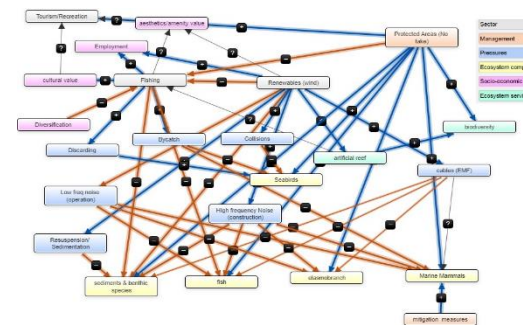 Tourism/Recreation
aesthetics/amenity value
Protected Areas (No
take)
Sector
Management
Pressures
Ecosystem comp
Socio-economic
Ecosystem servi
Employment
cultural value
Fishing
Renewables (wind)
Diversification
Bycatch
Collisions
biodiversity
Discarding
artificial reef
cables (EMF)
Seabirds
Low freq noise
(operation)
High frequency Noise
(construction)
Resuspension/
Sedimentation
sediments & benthic
species
fish
elasmobranch
Marine Mammals
mitigation measures